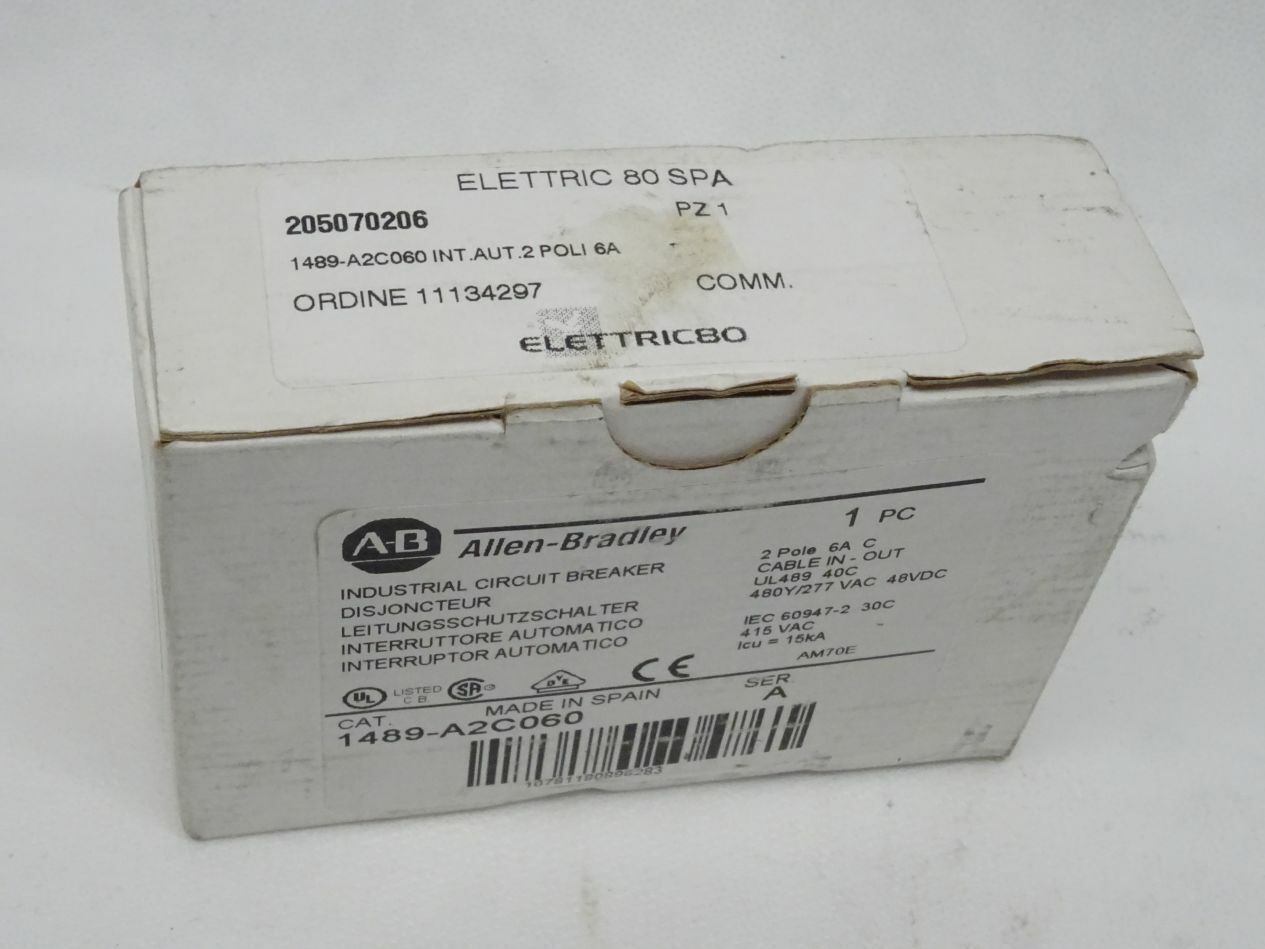 ELETTRIC 80 SPA
205070206 PZ 1
1489-A2C060 INT.AUT.2 POLI 6A
ORDINE 11134297 COMM.
ELETTRIC80
A-B Allen-Bradley 1 PC
INDUSTRIAL CIRCUIT BREAKER
DISJONCTEUR
LEITUNGSSCHUTZSCHALTER
INTERRUTTORE AUTOMATICO
INTERRUPTOR AUTOMATICO
2 Pole 6A C
CABLE IN - OUT
UL489 40C
480Y/277 VAC 48VDC
IEC 60947-2 30C
415 VAC
Icu = 15kA
AM70E
UL LISTED C.B. SA DVE CE
MADE IN SPAIN
SER.
A
CAT.
1489-A2C060